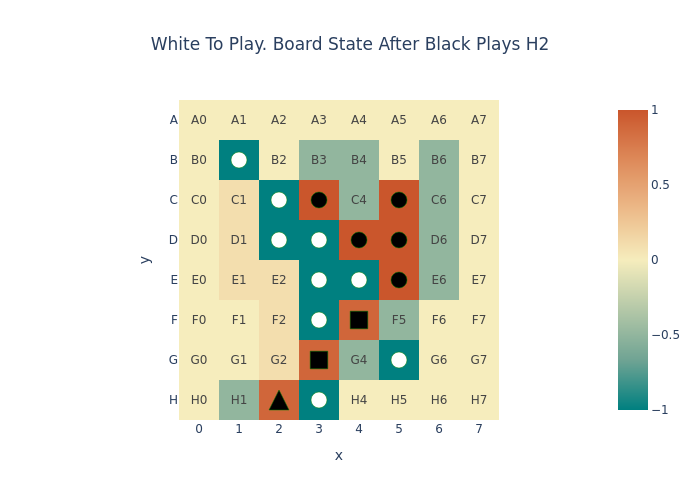 White To Play. Board State After Black Plays H2
A A0 A1 A2 A3 A4 A5 A6 A7
B B0 B2 B3 B4 B5 B6 B7
C C0 C1 C4 C6 C7
D D0 D1 D6 D7
E E0 E1 E2 E6 E7
F F0 F1 F2 F5 F6 F7
G G0 G1 G2 G4 G6 G7
H H0 H1 H4 H5 H6 H7
0 1 2 3 4 5 6 7
x
y
1
0.5
0
−0.5
−1